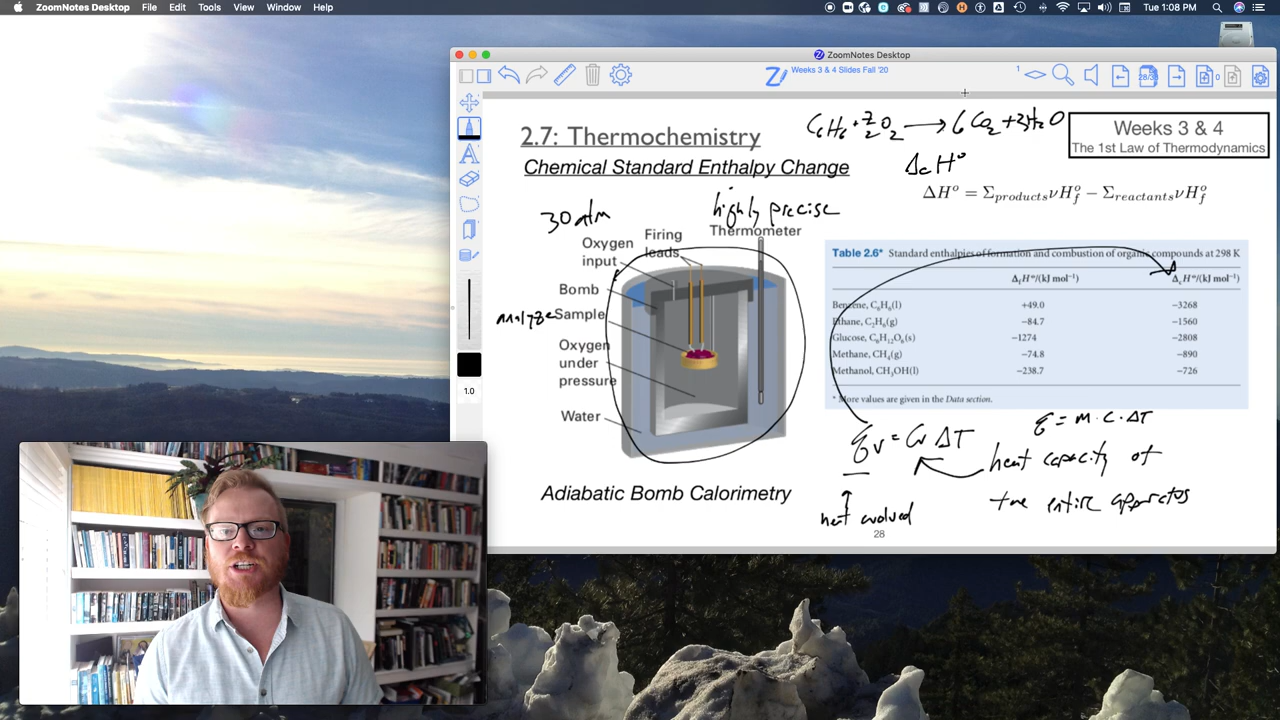 ZoomNotes Desktop File Edit Tools View Window Help Tue 1:08 PM
ZoomNotes Desktop
Weeks 3 & 4 Slides Fall '20
1
28/35
0
1.0
2.7: Thermochemistry
Chemical Standard Enthalpy Change
C6H6 + 7/2 O2 → 6 CO2 + 3H2O
ΔcH°
Weeks 3 & 4
The 1st Law of Thermodynamics
ΔH° = Σproducts νH°f − Σreactants νH°f
30 atm
highly precise
Thermometer
Firing
leads
Oxygen
input
Bomb
analyze Sample
Oxygen
under
pressure
Water
Adiabatic Bomb Calorimetry
Table 2.6* Standard enthalpies of formation and combustion of organic compounds at 298 K
ΔfH°/(kJ mol⁻¹) ΔcH°/(kJ mol⁻¹)
Benzene, C6H6(l) +49.0 −3268
Ethane, C2H6(g) −84.7 −1560
Glucose, C6H12O6(s) −1274 −2808
Methane, CH4(g) −74.8 −890
Methanol, CH3OH(l) −238.7 −726
* More values are given in the Data section.
q = m · C · ΔT
qv = Cv ΔT
heat capacity of
the entire apparatus
heat evolved
28